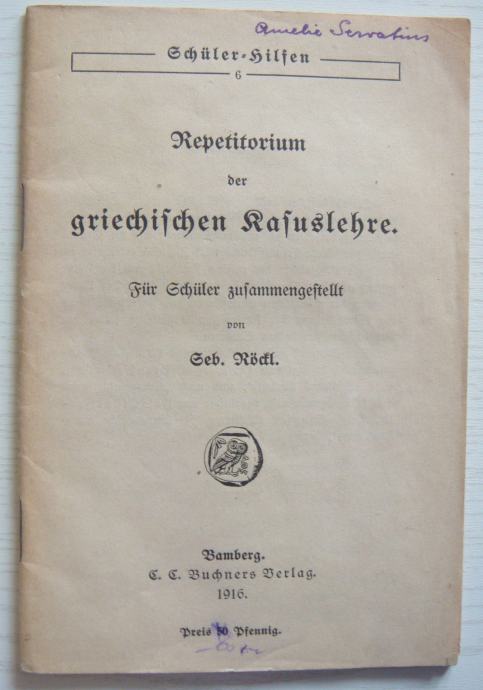 Amelie Servatius
Schüler-Hilfen
6
Repetitorium
der
griechischen Kasuslehre.
Für Schüler zusammengestellt
von
Seb. Röckl.
Bamberg.
C. C. Buchners Verlag.
1916.
Preis Pfennig.